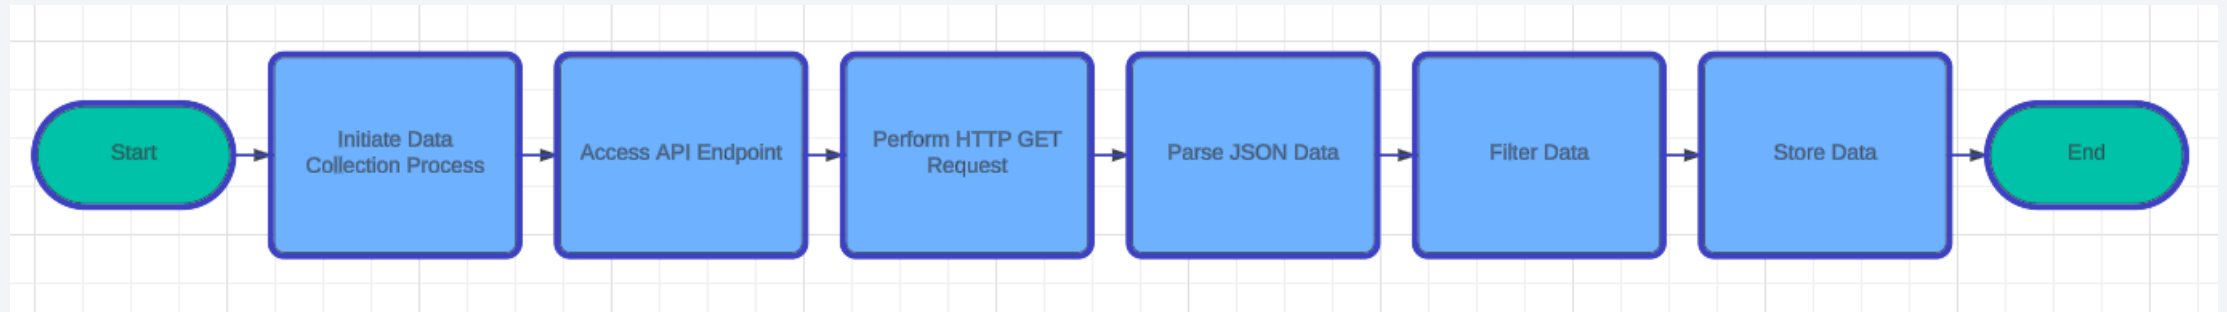 Start
Initiate Data
Collection Process
Access API Endpoint
Perform HTTP GET
Request
Parse JSON Data
Filter Data
Store Data
End